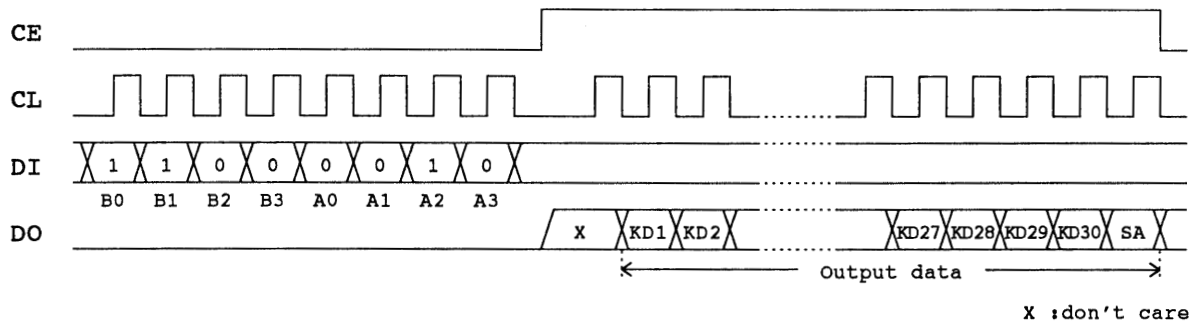 CE
CL
DI 1 1 0 0 0 0 1 0
B0 B1 B2 B3 A0 A1 A2 A3
DO X KD1 KD2 KD27 KD28 KD29 KD30 SA
Output data
X :don't care